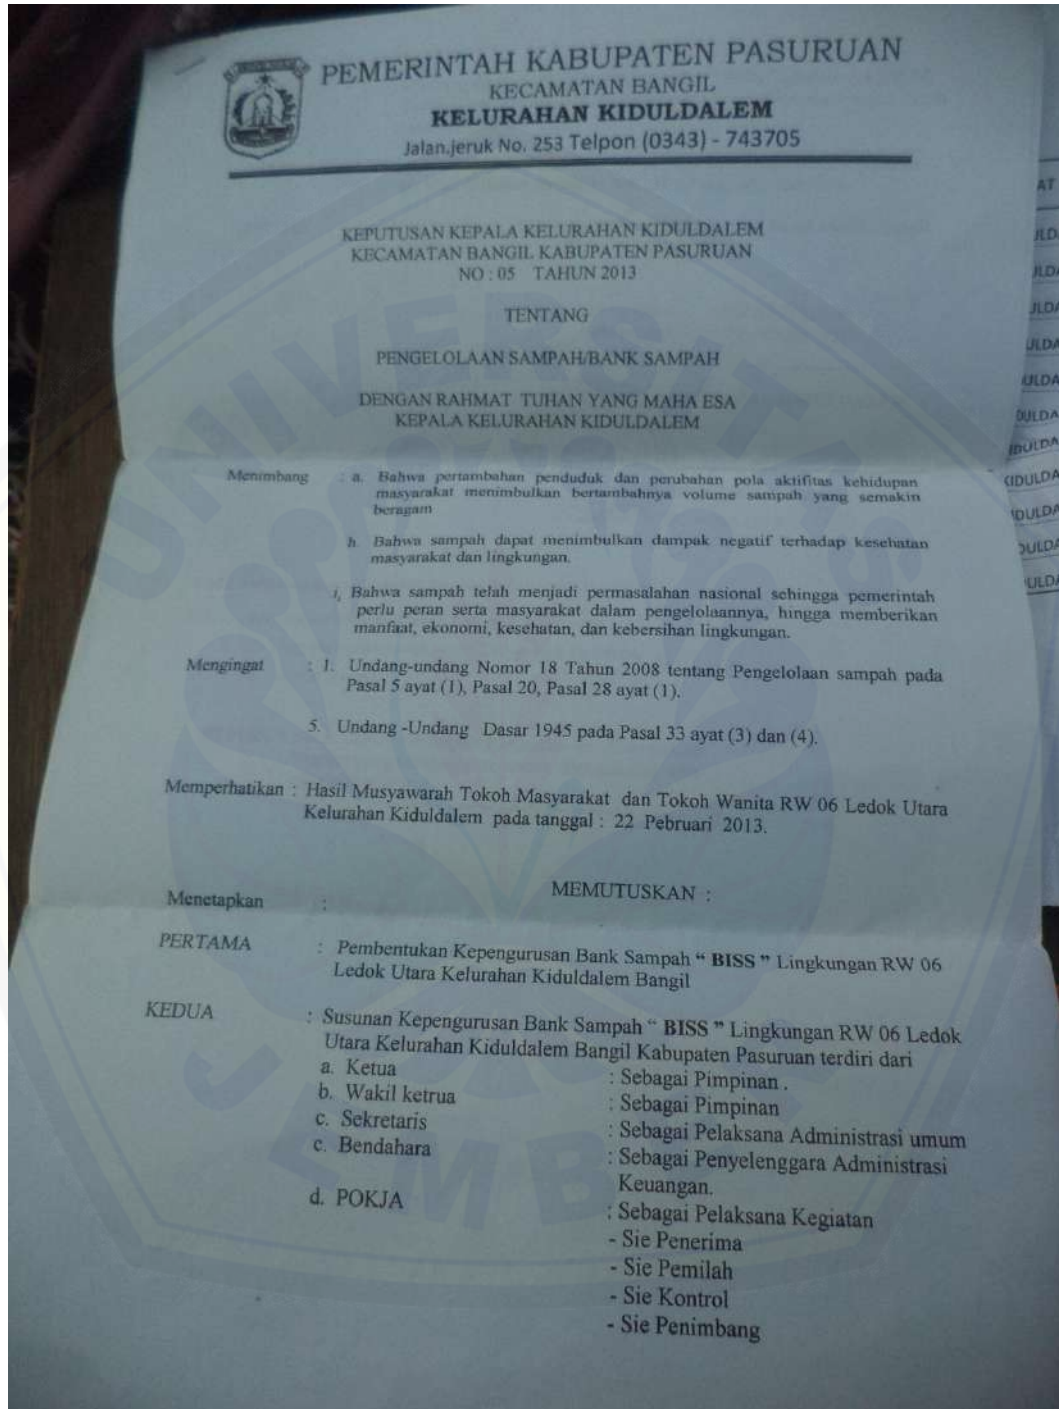 PEMERINTAH KABUPATEN PASURUAN
KECAMATAN BANGIL
KELURAHAN KIDULDALEM
Jalan.jeruk No. 253 Telpon (0343) - 743705
KEPUTUSAN KEPALA KELURAHAN KIDULDALEM
KECAMATAN BANGIL KABUPATEN PASURUAN
NO : 05 TAHUN 2013
TENTANG
PENGELOLAAN SAMPAH/BANK SAMPAH
DENGAN RAHMAT TUHAN YANG MAHA ESA
KEPALA KELURAHAN KIDULDALEM
Menimbang : a. Bahwa pertambahan penduduk dan perubahan pola aktifitas kehidupan
masyarakat menimbulkan bertambahnya volume sampah yang semakin
beragam
h. Bahwa sampah dapat menimbulkan dampak negatif terhadap kesehatan
masyarakat dan lingkungan.
i, Bahwa sampah telah menjadi permasalahan nasional sehingga pemerintah
perlu peran serta masyarakat dalam pengelolaannya, hingga memberikan
manfaat, ekonomi, kesehatan, dan kebersihan lingkungan.
Mengingat : 1. Undang-undang Nomor 18 Tahun 2008 tentang Pengelolaan sampah pada
Pasal 5 ayat (1), Pasal 20, Pasal 28 ayat (1).
5. Undang -Undang Dasar 1945 pada Pasal 33 ayat (3) dan (4).
Memperhatikan : Hasil Musyawarah Tokoh Masyarakat dan Tokoh Wanita RW 06 Ledok Utara
Kelurahan Kiduldalem pada tanggal : 22 Pebruari 2013.
MEMUTUSKAN :
Menetapkan :
PERTAMA : Pembentukan Kepengurusan Bank Sampah “ BISS ” Lingkungan RW 06
Ledok Utara Kelurahan Kiduldalem Bangil
KEDUA : Susunan Kepengurusan Bank Sampah “ BISS ” Lingkungan RW 06 Ledok
Utara Kelurahan Kiduldalem Bangil Kabupaten Pasuruan terdiri dari
a. Ketua : Sebagai Pimpinan .
b. Wakil ketrua : Sebagai Pimpinan
c. Sekretaris : Sebagai Pelaksana Administrasi umum
c. Bendahara : Sebagai Penyelenggara Administrasi
Keuangan.
d. POKJA : Sebagai Pelaksana Kegiatan
- Sie Penerima
- Sie Pemilah
- Sie Kontrol
- Sie Penimbang
UNIVERSITAS
JEMBER